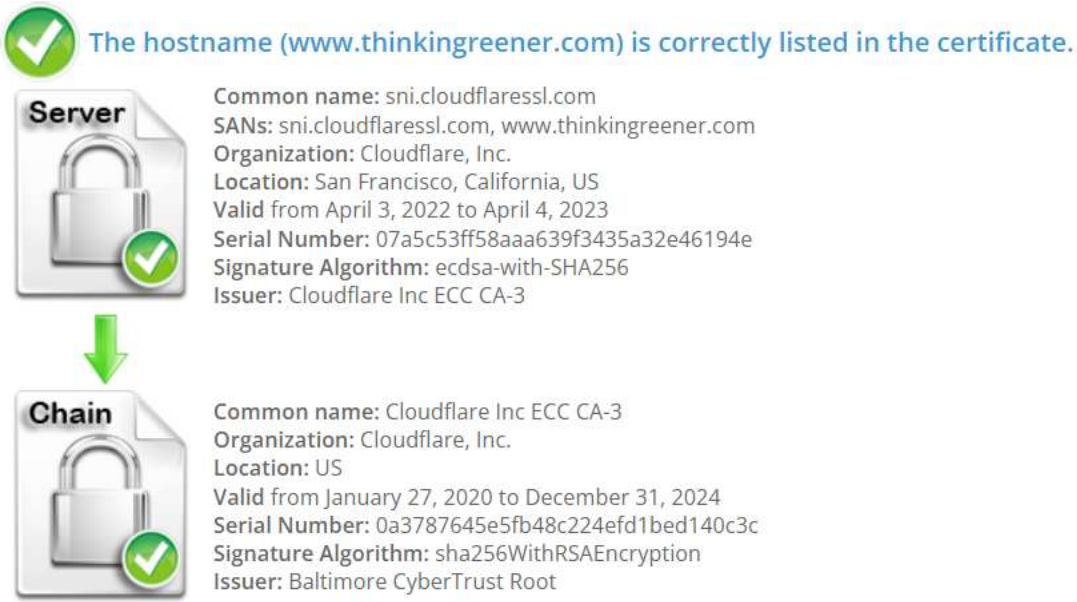 The hostname (www.thinkingreener.com) is correctly listed in the certificate.
Server
Common name: sni.cloudflaressl.com
SANs: sni.cloudflaressl.com, www.thinkingreener.com
Organization: Cloudflare, Inc.
Location: San Francisco, California, US
Valid from April 3, 2022 to April 4, 2023
Serial Number: 07a5c53ff58aaa639f3435a32e46194e
Signature Algorithm: ecdsa-with-SHA256
Issuer: Cloudflare Inc ECC CA-3
Chain
Common name: Cloudflare Inc ECC CA-3
Organization: Cloudflare, Inc.
Location: US
Valid from January 27, 2020 to December 31, 2024
Serial Number: 0a3787645e5fb48c224efd1bed140c3c
Signature Algorithm: sha256WithRSAEncryption
Issuer: Baltimore CyberTrust Root